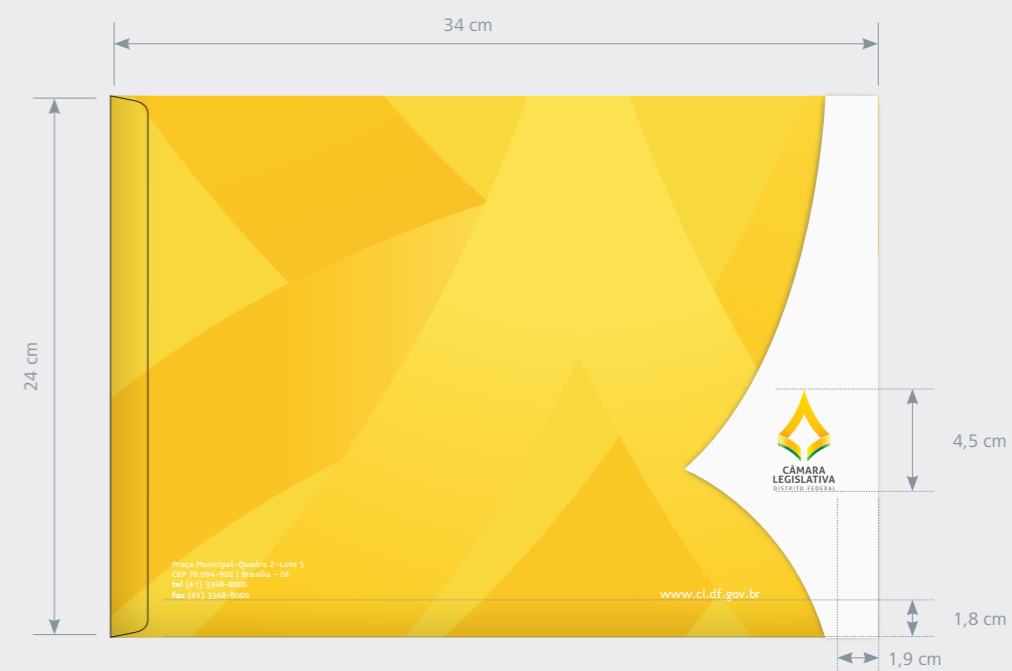 34 cm
24 cm
4,5 cm
CÂMARA
LEGISLATIVA
DISTRITO FEDERAL
Praça Municipal-Quadra 2-Lote 5
CEP 70.094-902 | Brasília - DF
tel (61) 3348-8000
fax (61) 3348-8000
www.cl.df.gov.br
1,8 cm
1,9 cm